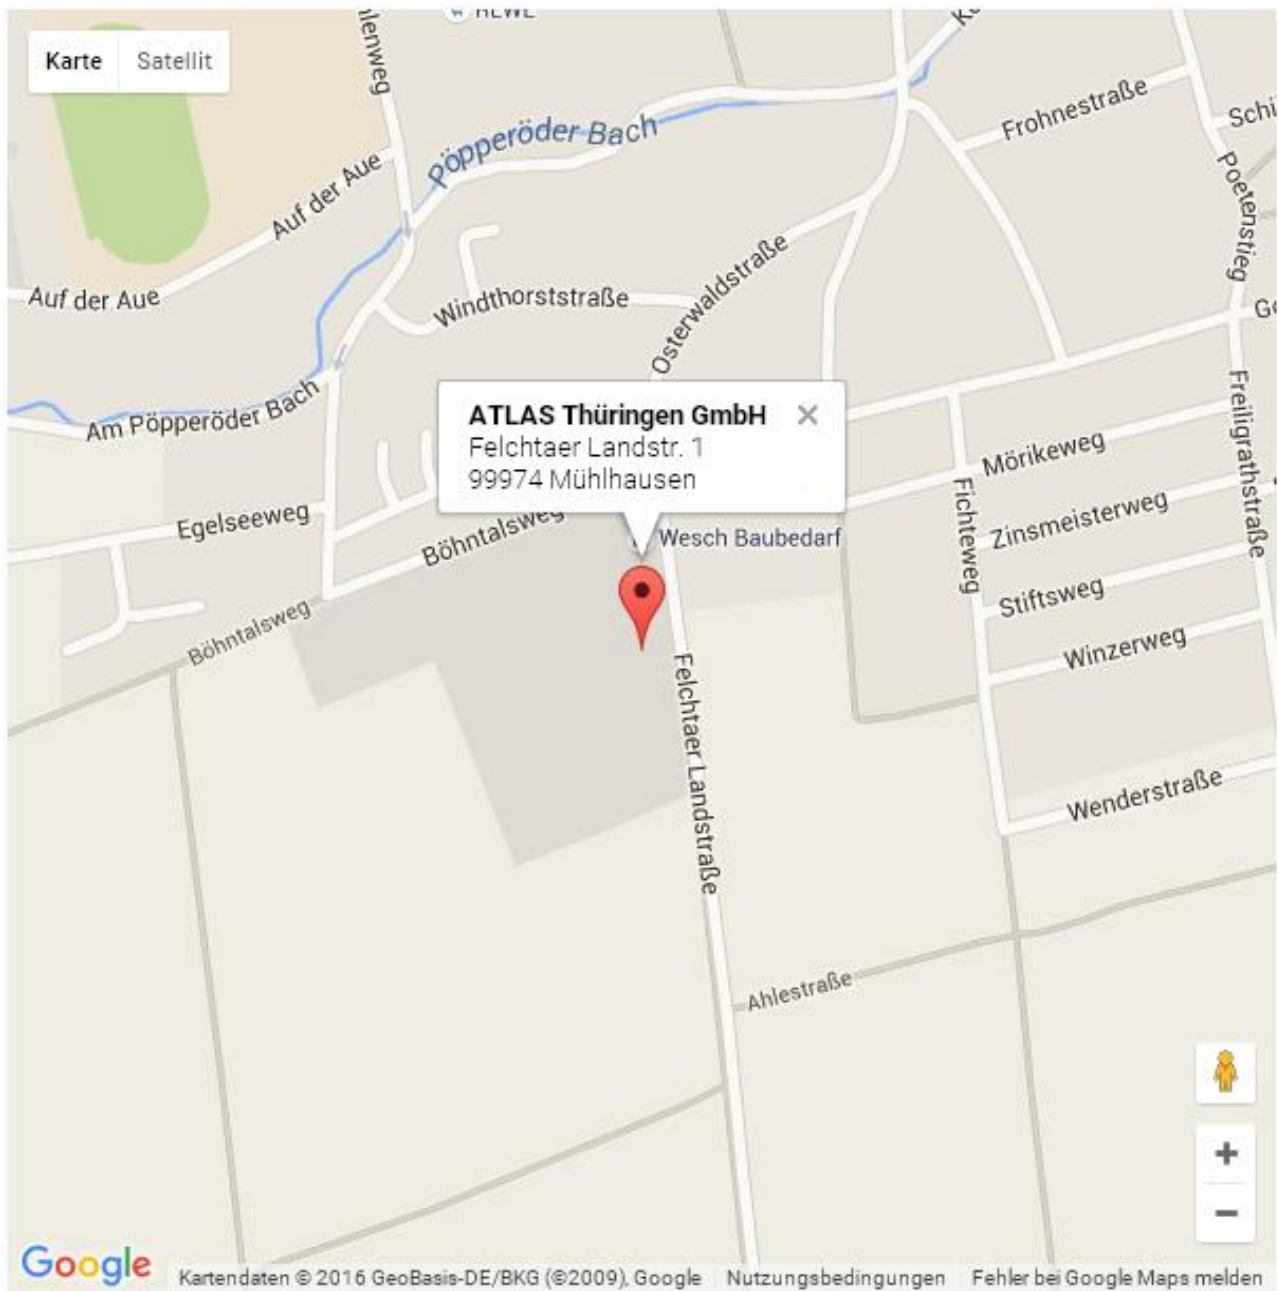 REWE
Karte Satellit
Pöpperöder Bach
Frohnestraße
Auf der Aue
Poetenstieg
Auf der Aue
Windthorststraße
Osterwaldstraße
Am Pöpperöder Bach
Freiligrathstraße
ATLAS Thüringen GmbH
Felchtaer Landstr. 1
99974 Mühlhausen
Mörikeweg
Fichteweg
Egelseeweg
Böhntalsweg
Wesch Baubedarf
Zinsmeisterweg
Stiftsweg
Böhntalsweg
Winzerweg
Felchtaer Landstraße
Wenderstraße
Ahlestraße
Google
Kartendaten © 2016 GeoBasis-DE/BKG (©2009), Google Nutzungsbedingungen Fehler bei Google Maps melden